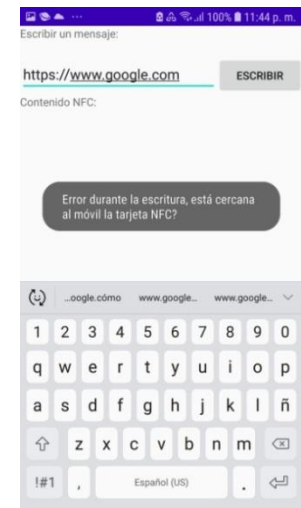 100% 11:44 p. m.
Escribir un mensaje:
https://www.google.com ESCRIBIR
Contenido NFC:
Error durante la escritura, está cercana
al móvil la tarjeta NFC?
...oogle.cómo www.google... www.google...
1 2 3 4 5 6 7 8 9 0
q w e r t y u i o p
a s d f g h j k l ñ
z x c v b n m
!#1 , Español (US) .